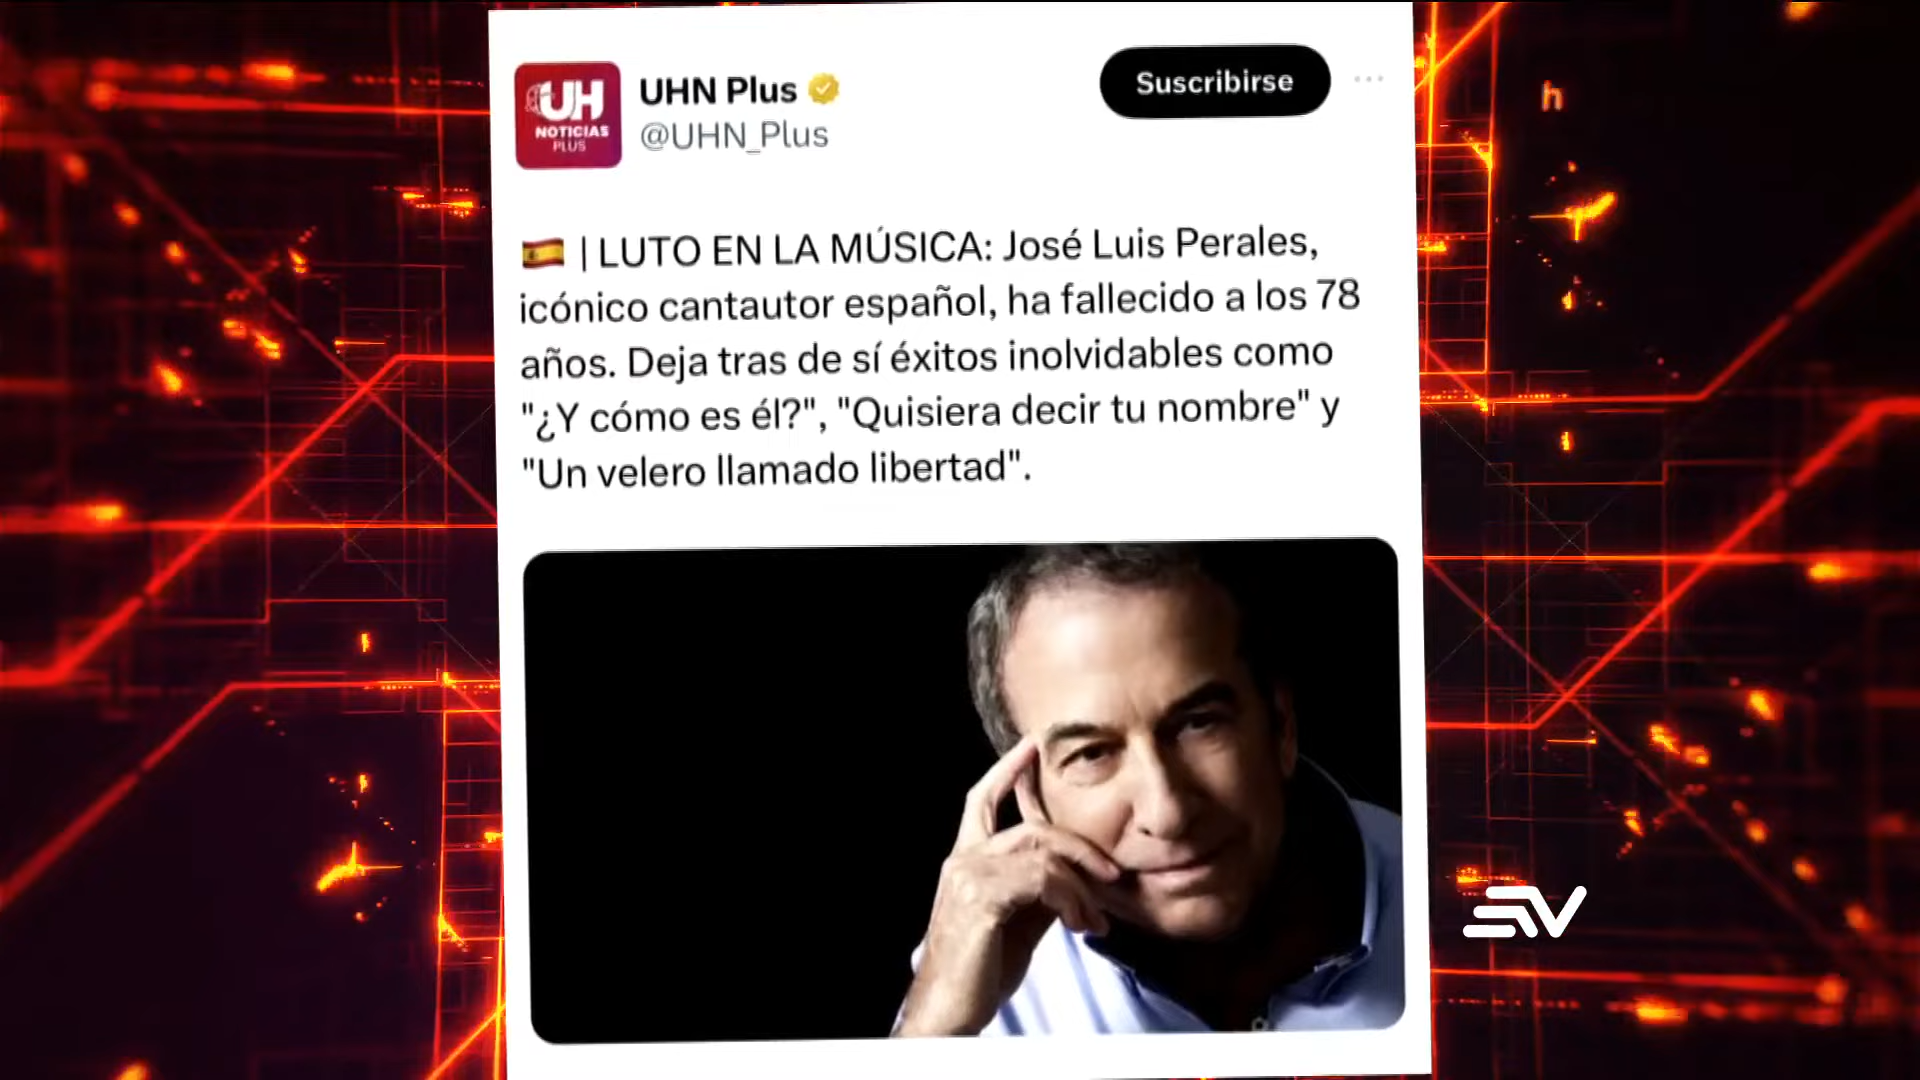 UH
NOTICIAS
PLUS
UHN Plus
@UHN_Plus
Suscribirse
h
| LUTO EN LA MÚSICA: José Luis Perales,
icónico cantautor español, ha fallecido a los 78
años. Deja tras de sí éxitos inolvidables como
"¿Y cómo es él?", "Quisiera decir tu nombre" y
"Un velero llamado libertad".
EV